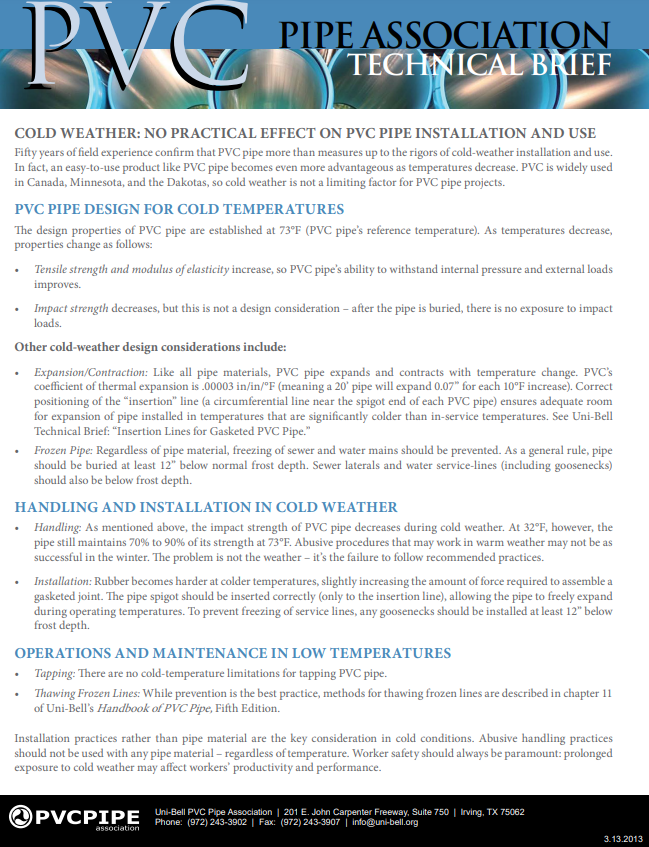 PVC
PIPE ASSOCIATION
TECHNICAL BRIEF
COLD WEATHER: NO PRACTICAL EFFECT ON PVC PIPE INSTALLATION AND USE
Fifty years of field experience confirm that PVC pipe more than measures up to the rigors of cold-weather installation and use.
In fact, an easy-to-use product like PVC pipe becomes even more advantageous as temperatures decrease. PVC is widely used
in Canada, Minnesota, and the Dakotas, so cold weather is not a limiting factor for PVC pipe projects.
PVC PIPE DESIGN FOR COLD TEMPERATURES
The design properties of PVC pipe are established at 73°F (PVC pipe's reference temperature). As temperatures decrease,
properties change as follows:
• Tensile strength and modulus of elasticity increase, so PVC pipe's ability to withstand internal pressure and external loads
improves.
• Impact strength decreases, but this is not a design consideration – after the pipe is buried, there is no exposure to impact
loads.
Other cold-weather design considerations include:
• Expansion/Contraction: Like all pipe materials, PVC pipe expands and contracts with temperature change. PVC's
coefficient of thermal expansion is .00003 in/in/°F (meaning a 20' pipe will expand 0.07" for each 10°F increase). Correct
positioning of the "insertion" line (a circumferential line near the spigot end of each PVC pipe) ensures adequate room
for expansion of pipe installed in temperatures that are significantly colder than in-service temperatures. See Uni-Bell
Technical Brief: "Insertion Lines for Gasketed PVC Pipe."
• Frozen Pipe: Regardless of pipe material, freezing of sewer and water mains should be prevented. As a general rule, pipe
should be buried at least 12" below normal frost depth. Sewer laterals and water service-lines (including goosenecks)
should also be below frost depth.
HANDLING AND INSTALLATION IN COLD WEATHER
• Handling: As mentioned above, the impact strength of PVC pipe decreases during cold weather. At 32°F, however, the
pipe still maintains 70% to 90% of its strength at 73°F. Abusive procedures that may work in warm weather may not be as
successful in the winter. The problem is not the weather – it's the failure to follow recommended practices.
• Installation: Rubber becomes harder at colder temperatures, slightly increasing the amount of force required to assemble a
gasketed joint. The pipe spigot should be inserted correctly (only to the insertion line), allowing the pipe to freely expand
during operating temperatures. To prevent freezing of service lines, any goosenecks should be installed at least 12" below
frost depth.
OPERATIONS AND MAINTENANCE IN LOW TEMPERATURES
• Tapping: There are no cold-temperature limitations for tapping PVC pipe.
• Thawing Frozen Lines: While prevention is the best practice, methods for thawing frozen lines are described in chapter 11
of Uni-Bell's Handbook of PVC Pipe, Fifth Edition.
Installation practices rather than pipe material are the key consideration in cold conditions. Abusive handling practices
should not be used with any pipe material – regardless of temperature. Worker safety should always be paramount: prolonged
exposure to cold weather may affect workers' productivity and performance.
PVCPIPE
association
Uni-Bell PVC Pipe Association | 201 E. John Carpenter Freeway, Suite 750 | Irving, TX 75062
Phone: (972) 243-3902 | Fax: (972) 243-3907 | info@uni-bell.org
3.13.2013